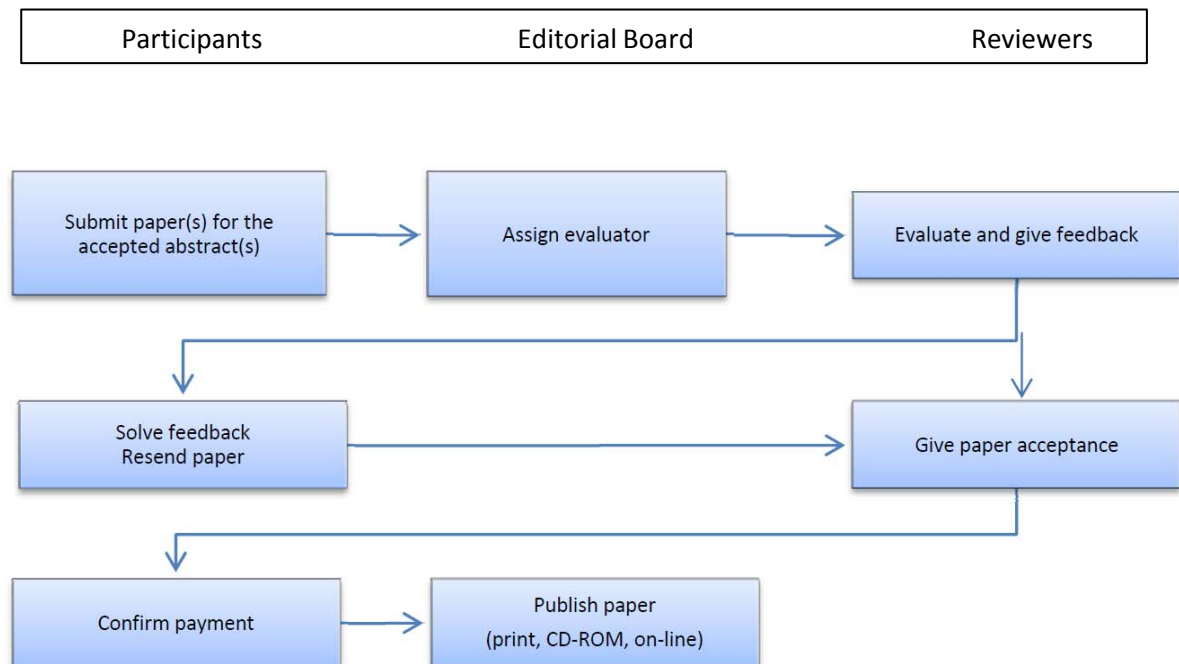 Participants Editorial Board Reviewers
Submit paper(s) for the
accepted abstract(s)
Assign evaluator
Evaluate and give feedback
Solve feedback
Resend paper
Give paper acceptance
Confirm payment
Publish paper
(print, CD-ROM, on-line)